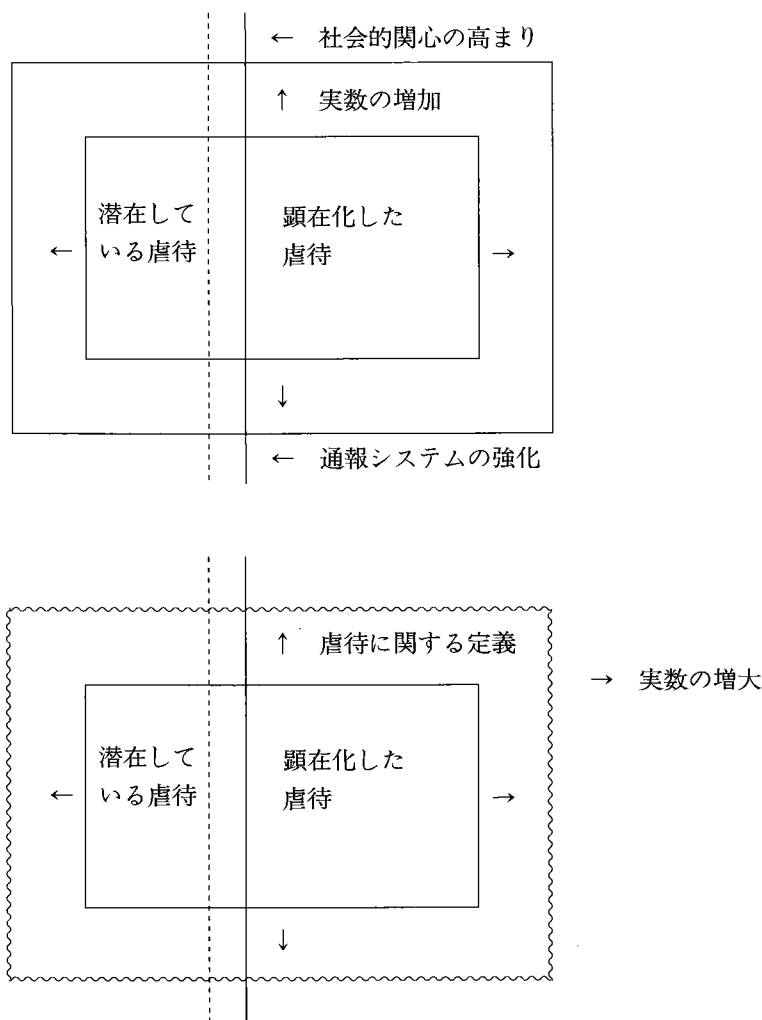 ← 社会的関心の高まり
↑ 実数の増加
潜在して
いる虐待
顕在化した
虐待
←
→
↓
← 通報システムの強化
↑ 虐待に関する定義
→ 実数の増大
潜在して
いる虐待
顕在化した
虐待
←
→
↓